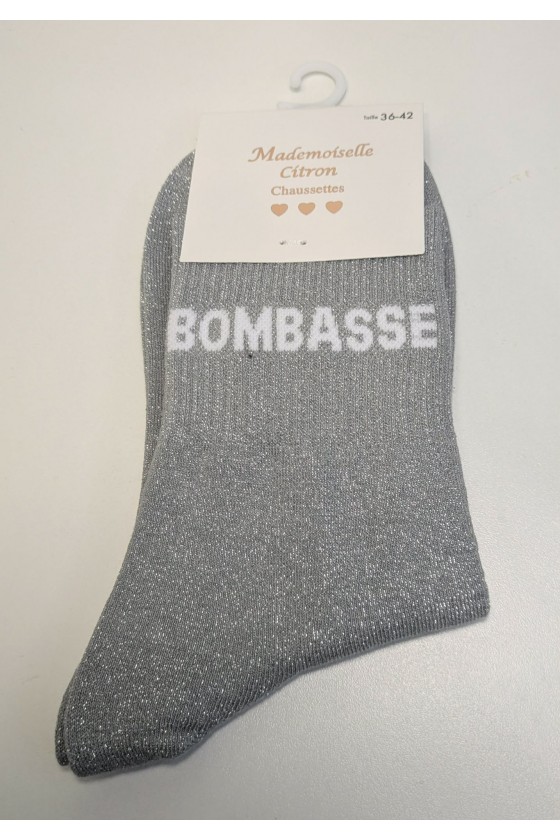 Taille 36-42
Mademoiselle
Citron
Chaussettes
BOMBASSE